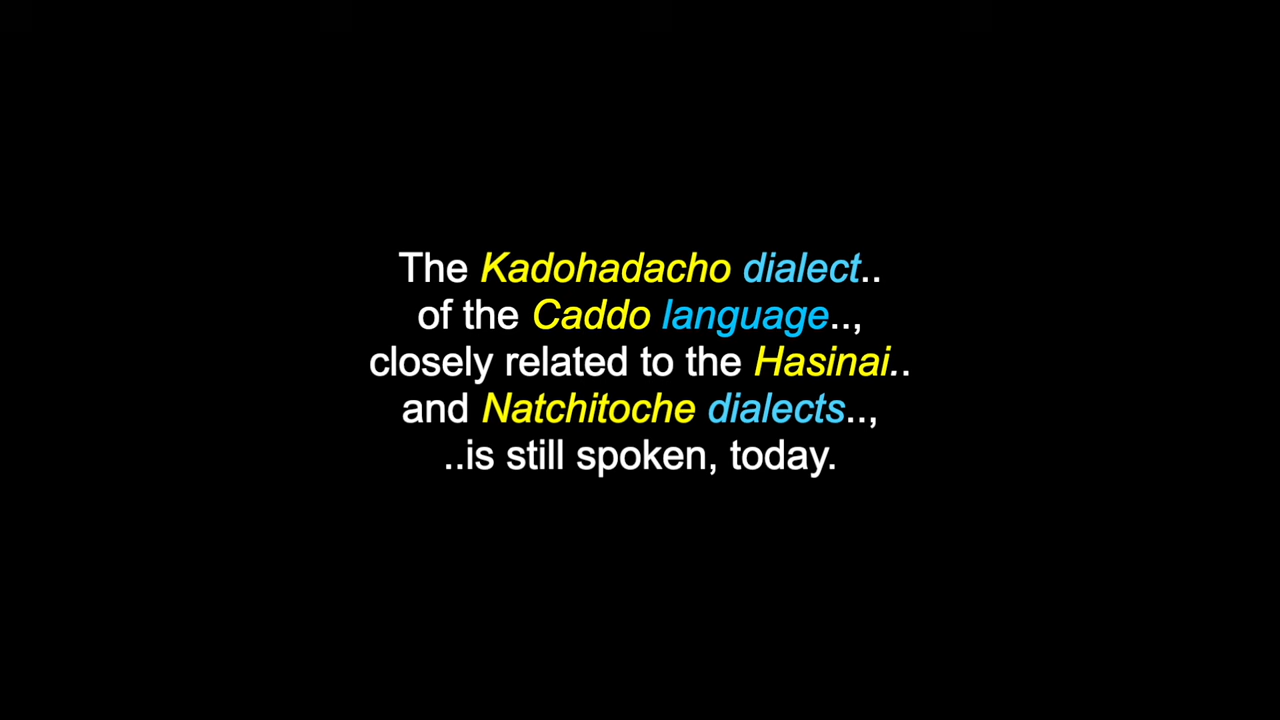 The Kadohadacho dialect..
of the Caddo language..,
closely related to the Hasinai..
and Natchitoche dialects..,
..is still spoken, today.